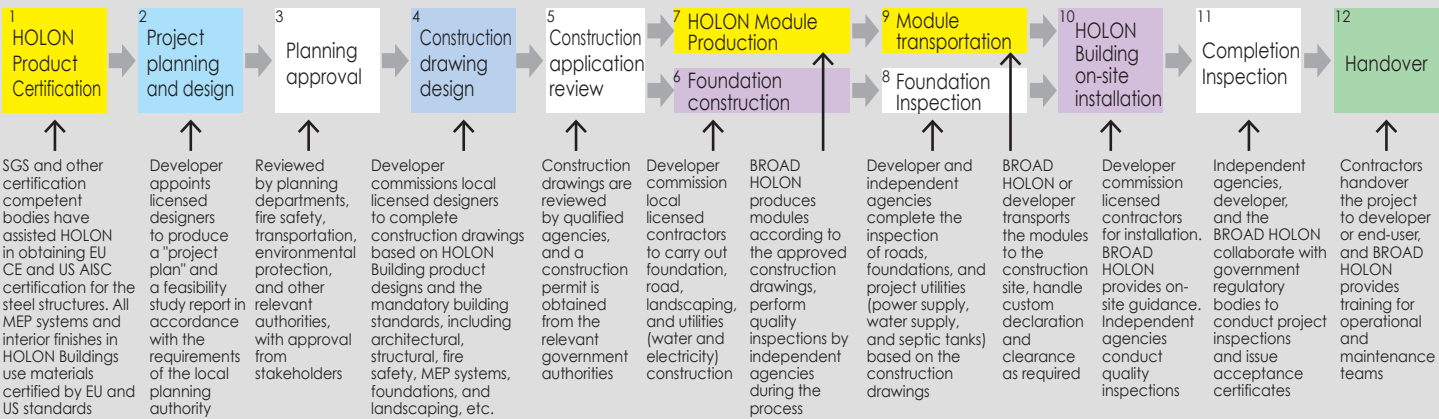 1
HOLON
Product
Certification
2
Project
planning
and design
3
Planning
approval
4
Construction
drawing
design
5
Construction
application
review
7
HOLON Module
Production
6
Foundation
construction
9
Module
transportation
8
Foundation
Inspection
10
HOLON
Building
on-site
installation
11
Completion
Inspection
12
Handover
SGS and other
certification
competent
bodies have
assisted HOLON
in obtaining EU
CE and US AISC
certification for the
steel structures. All
MEP systems and
interior finishes in
HOLON Buildings
use materials
certified by EU and
US standards
Developer
appoints
licensed
designers
to produce
a "project
plan" and
a feasibility
study report in
accordance
with the
requirements
of the local
planning
authority
Reviewed
by planning
departments,
fire safety,
transportation,
environmental
protection,
and other
relevant
authorities,
with approval
from
stakeholders
Developer
commissions local
licensed designers
to complete
construction drawings
based on HOLON
Building product
designs and the
mandatory building
standards, including
architectural,
structural, fire
safety, MEP systems,
foundations, and
landscaping, etc.
Construction
drawings are
reviewed
by qualified
agencies,
and a
construction
permit is
obtained
from the
relevant
government
authorities
Developer
commission
local
licensed
contractors
to carry out
foundation,
road,
landscaping,
and utilities
(water and
electricity)
construction
BROAD
HOLON
produces
modules
according to
the approved
construction
drawings,
perform
quality
inspections by
independent
agencies
during the
process
Developer and
independent
agencies
complete the
inspection
of roads,
foundations, and
project utilities
(power supply,
water supply,
and septic tanks)
based on the
construction
drawings
BROAD
HOLON or
developer
transports
the modules
to the
construction
site, handle
custom
declaration
and
clearance
as required
Developer
commission
licensed
contractors
for installation.
BROAD
HOLON
provides on-
site guidance.
Independent
agencies
conduct
quality
inspections
Independent
agencies,
developer,
and the
BROAD HOLON
collaborate with
government
regulatory
bodies to
conduct project
inspections
and issue
acceptance
certificates
Contractors
handover
the project
to developer
or end-user,
and BROAD
HOLON
provides
training for
operational
and
maintenance
teams